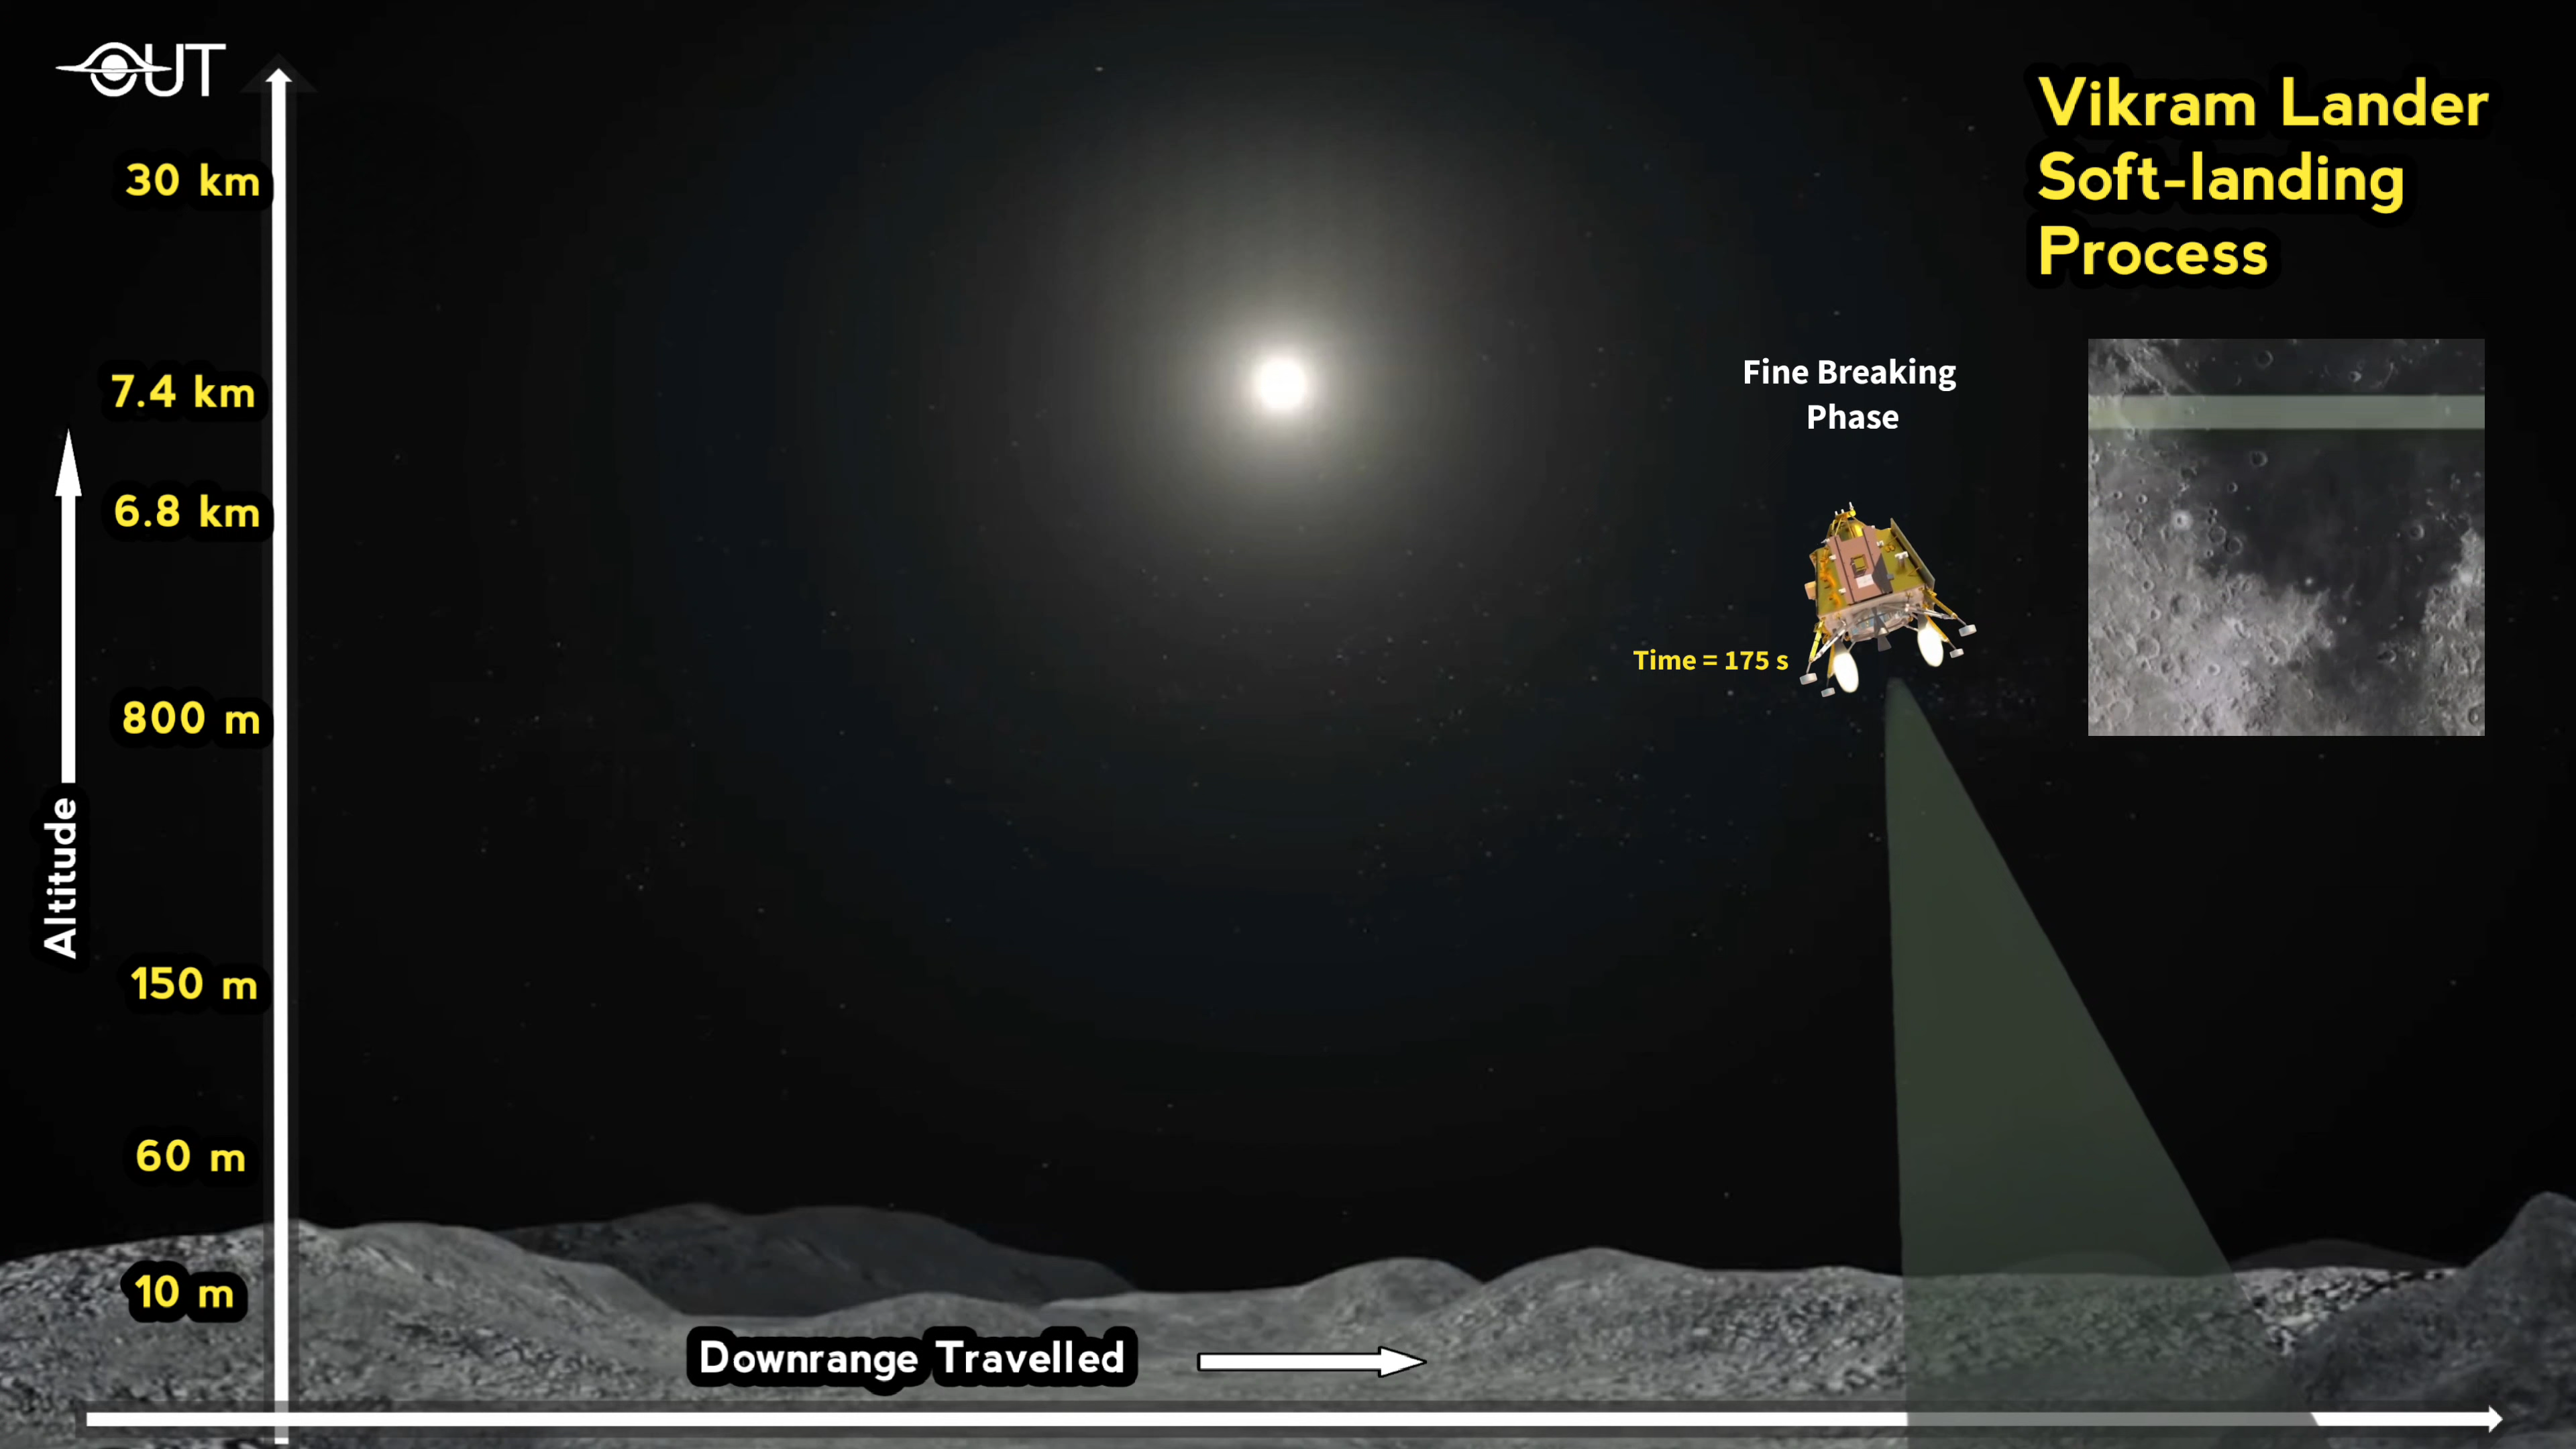 OUT
Vikram Lander
Soft-landing
Process
30 km
7.4 km
6.8 km
800 m
150 m
60 m
10 m
Altitude
Fine Breaking
Phase
Time = 175 s
Downrange Travelled